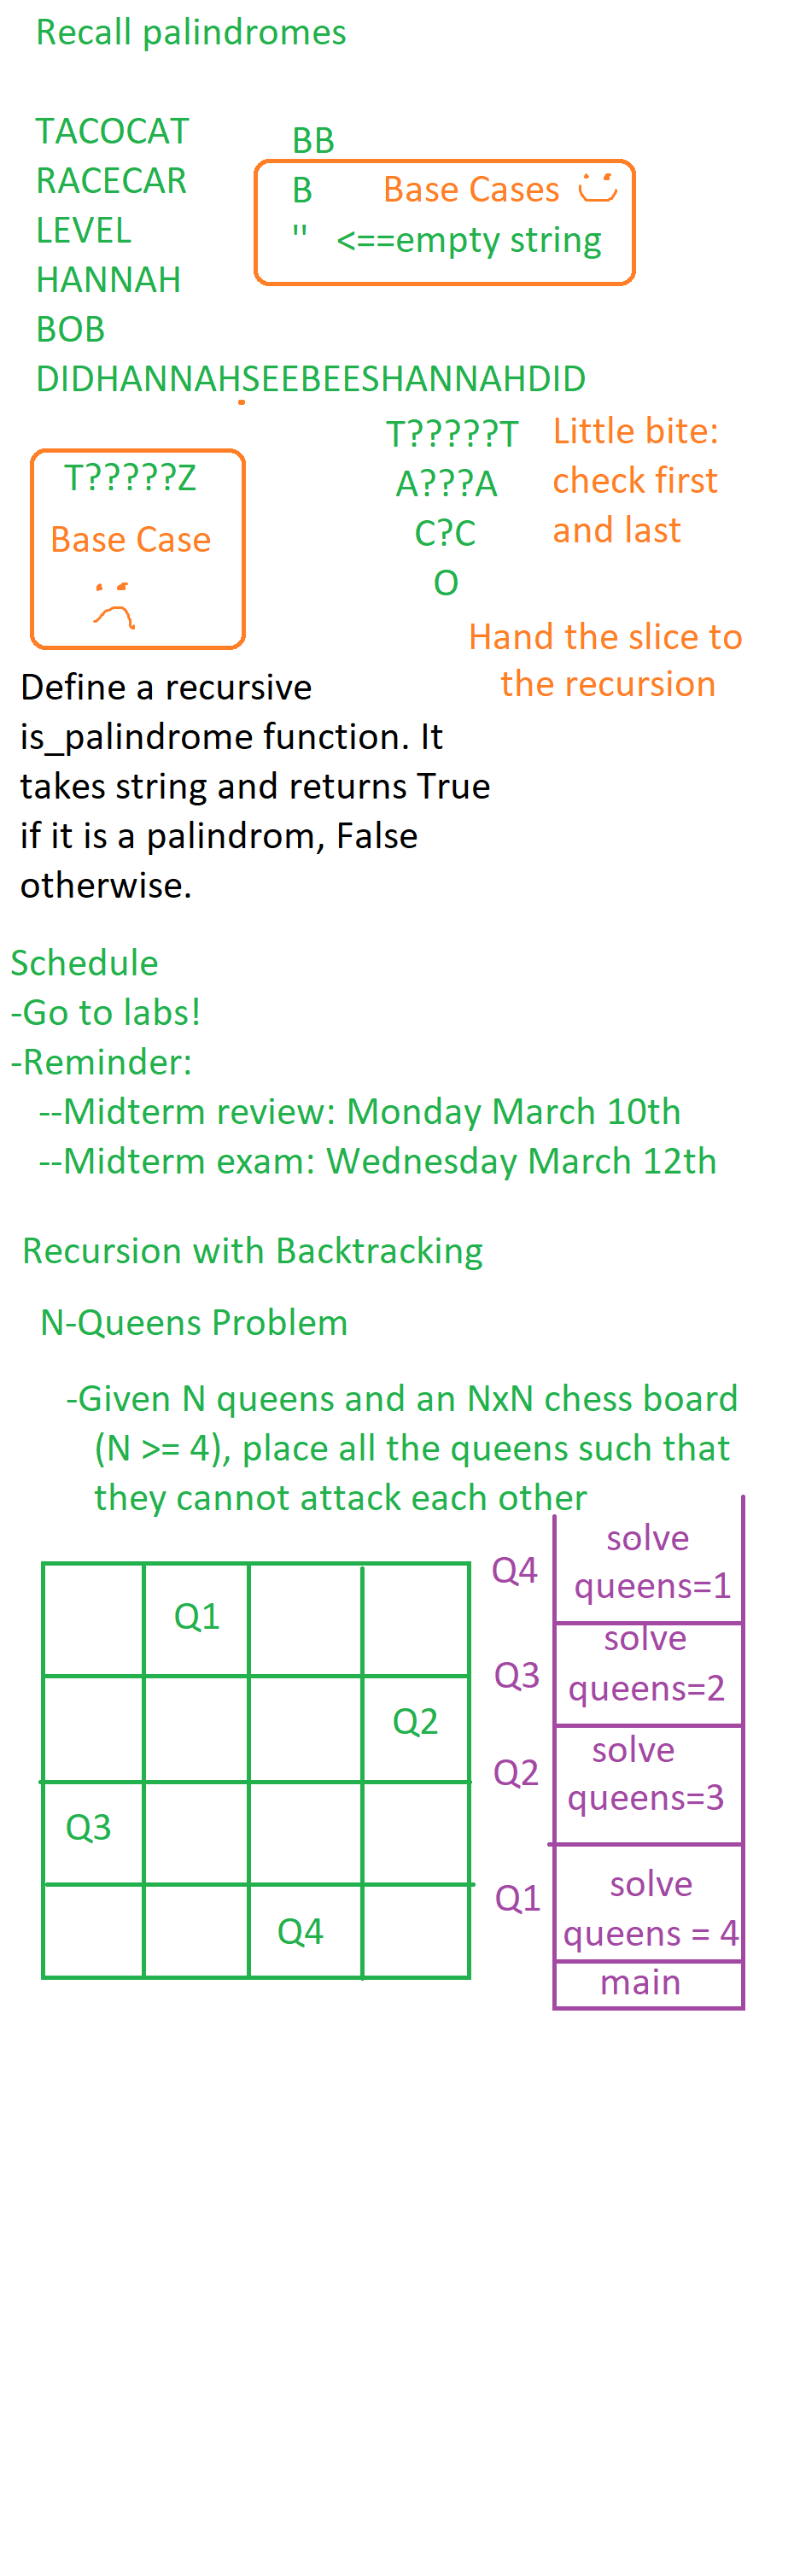 Recall palindromes
TACOCAT
RACECAR
LEVEL
HANNAH
BOB
DIDHANNAHSEEBEESHANNAHDID
BB
B Base Cases
" <==empty string
T?????Z
Base Case
T?????T
A???A
C?C
O
Little bite:
check first
and last
Hand the slice to
the recursion
Define a recursive
is_palindrome function. It
takes string and returns True
if it is a palindrom, False
otherwise.
Schedule
-Go to labs!
-Reminder:
--Midterm review: Monday March 10th
--Midterm exam: Wednesday March 12th
Recursion with Backtracking
N-Queens Problem
-Given N queens and an NxN chess board
(N >= 4), place all the queens such that
they cannot attack each other
Q1
Q2
Q3
Q4
Q4 solve
queens=1
Q3 solve
queens=2
Q2 solve
queens=3
Q1 solve
queens = 4
main